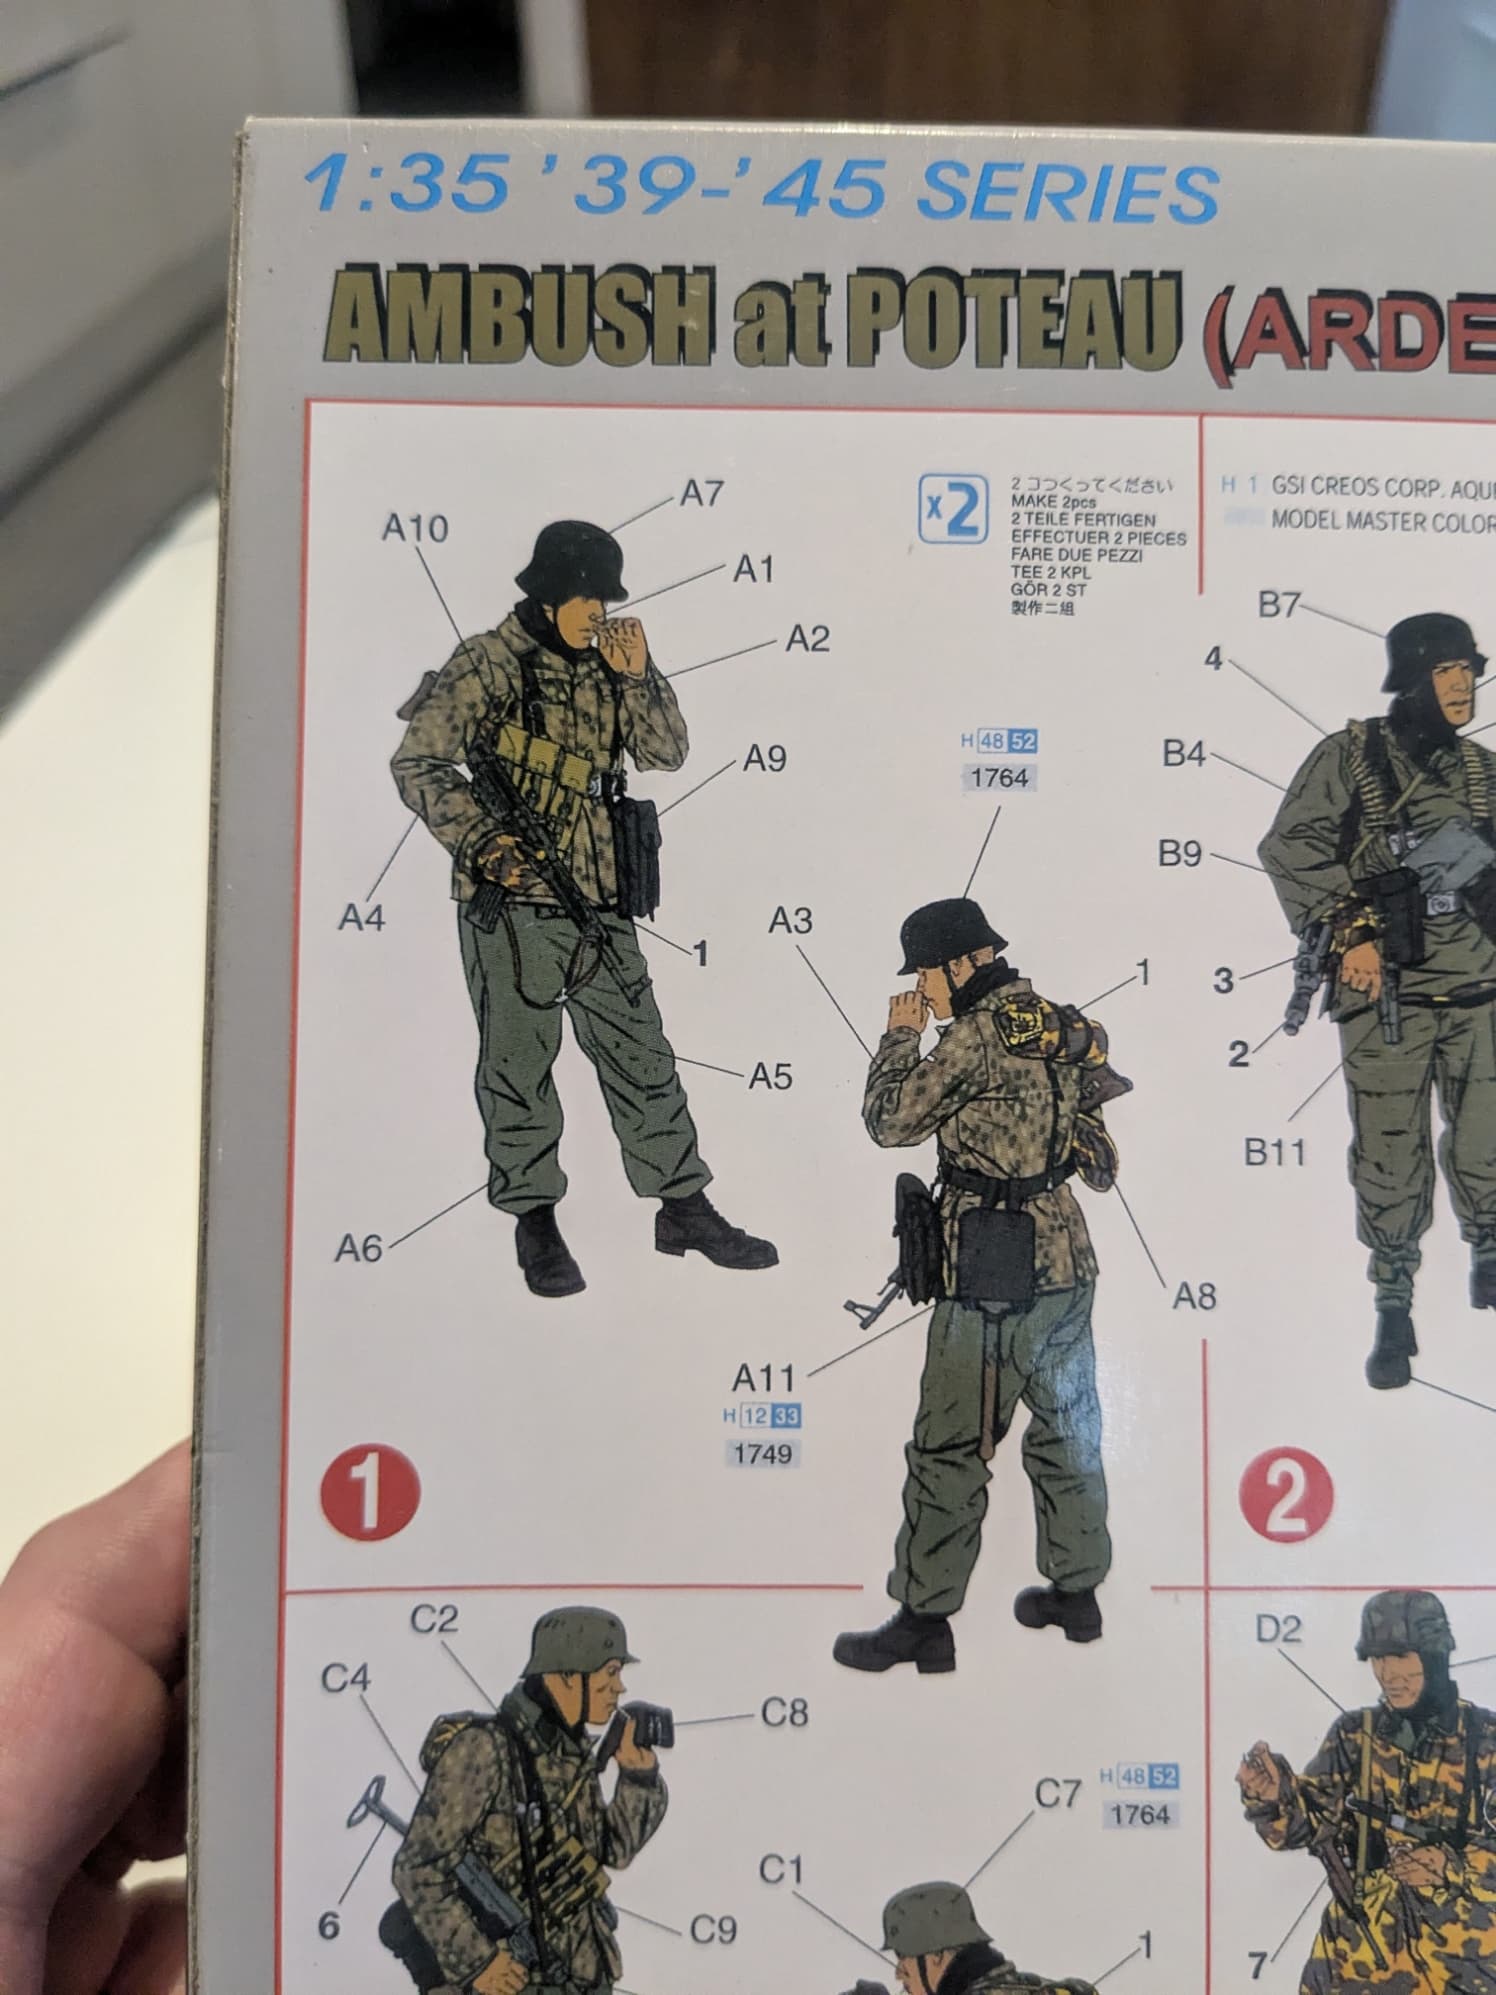 1:35 '39-'45 SERIES
AMBUSH at POTEAU (ARDE
A7
A10
A1
A2
A9
A4
1
A5
A6
x2
2 コつくってください
MAKE 2pcs
2 TEILE FERTIGEN
EFFECTUER 2 PIECES
FARE DUE PEZZI
TEE 2 KPL
GÖR 2 ST
製作二組
H 48 52
1764
A3
1
A8
A11
H 12 33
1749
1
H 1 GSI CREOS CORP. AQU
MODEL MASTER COLOR
B7
4
B4
B9
3
2
B11
2
C2
C4
C8
6
C9
C7 H 48 52
1764
C1
1
D2
7